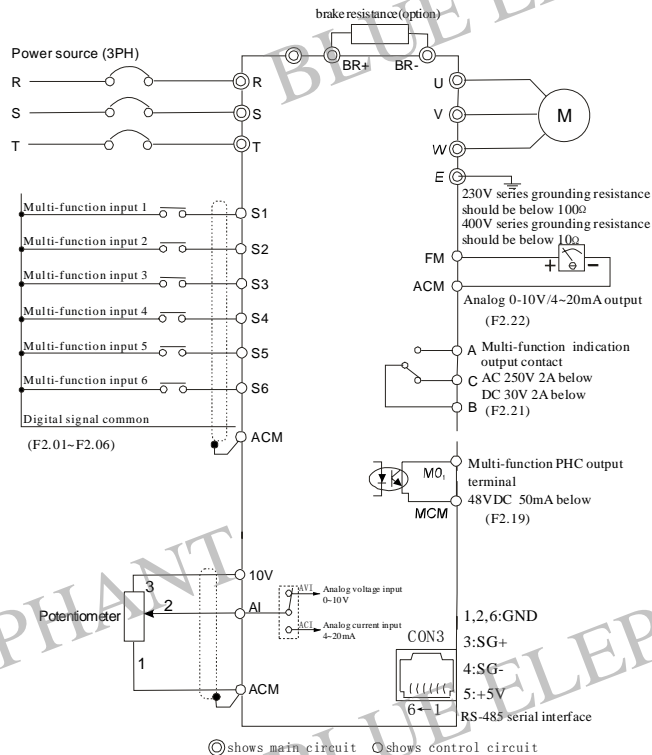 brake resistance(option)
Power source (3PH)
BR+
BR-
R
R
S
S
T
T
U
V
W
M
E
230V series grounding resistance
should be below 100Ω
400V series grounding resistance
should be below 10Ω
Multi-function input 1
S1
Multi-function input 2
S2
Multi-function input 3
S3
Multi-function input 4
S4
Multi-function input 5
S5
Multi-function input 6
S6
Digital signal common
(F2.01~F2.06)
ACM
FM
+
-
ACM
Analog 0-10V/4~20mA output
(F2.22)
A
Multi-function indication
output contact
C
AC 250V 2A below
DC 30V 2A below
B
(F2.21)
MO1
Multi-function PHC output
terminal
MCM
48VDC 50mA below
(F2.19)
10V
3
Potentiometer
2
AI
1
ACM
AVI
Analog voltage input
0~10V
ACI
Analog current input
4~20mA
CON3
6←1
1,2,6:GND
3:SG+
4:SG-
5:+5V
RS-485 serial interface
◎shows main circuit ○shows control circuit
BLUE ELEPHANT